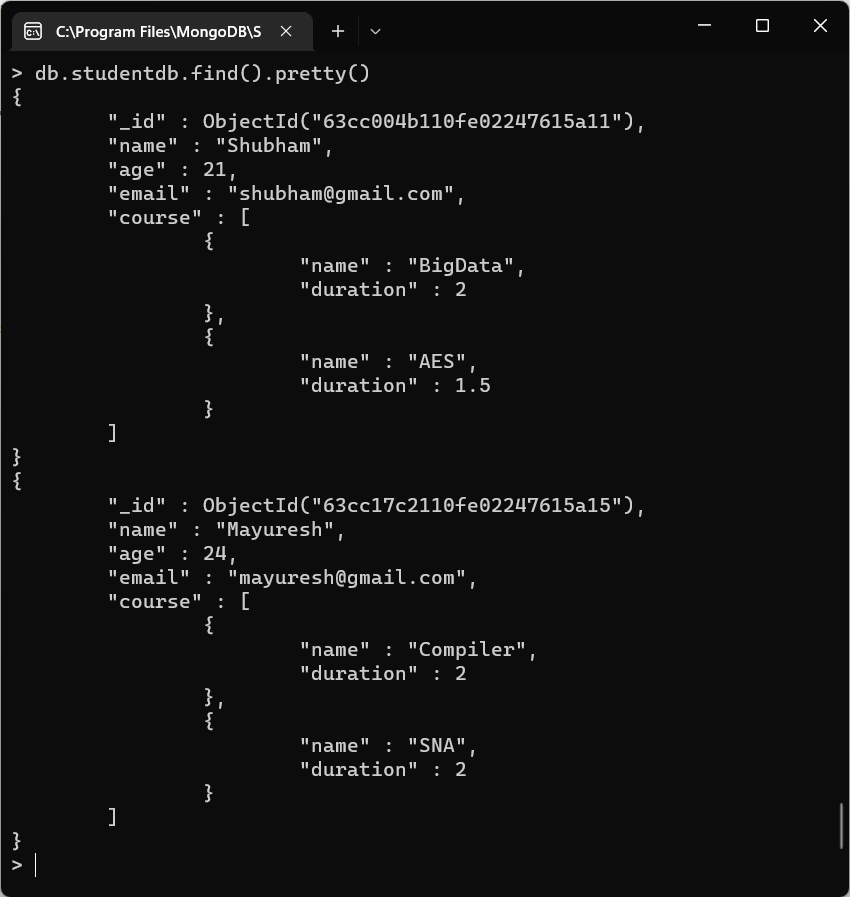 C:\Program Files\MongoDB\S
> db.studentdb.find().pretty()
{
        "_id" : ObjectId("63cc004b110fe02247615a11"),
        "name" : "Shubham",
        "age" : 21,
        "email" : "shubham@gmail.com",
        "course" : [
                {
                        "name" : "BigData",
                        "duration" : 2
                },
                {
                        "name" : "AES",
                        "duration" : 1.5
                }
        ]
}
{
        "_id" : ObjectId("63cc17c2110fe02247615a15"),
        "name" : "Mayuresh",
        "age" : 24,
        "email" : "mayuresh@gmail.com",
        "course" : [
                {
                        "name" : "Compiler",
                        "duration" : 2
                },
                {
                        "name" : "SNA",
                        "duration" : 2
                }
        ]
}
>